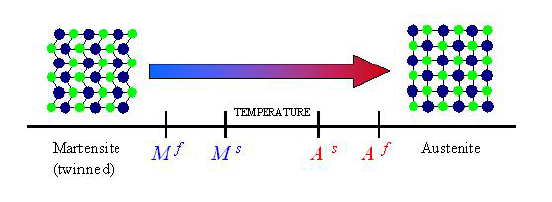 TEMPERATURE
Martensite
(twinned)
M f
M s
A s
A f
Austenite